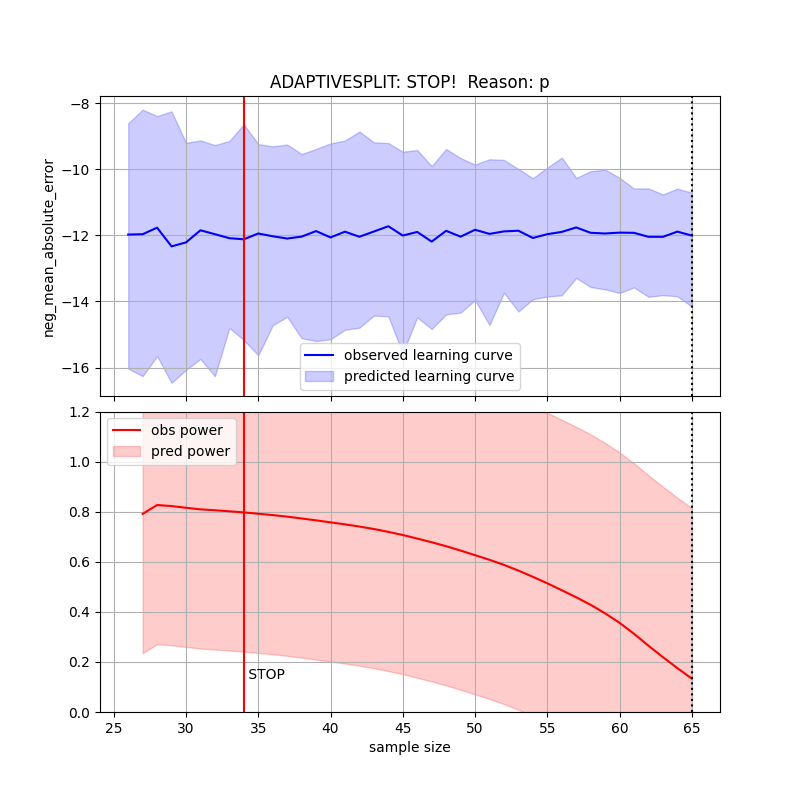 ADAPTIVESPLIT: STOP!  Reason: p
−8
−10
−12
−14
−16
neg_mean_absolute_error
observed learning curve
predicted learning curve
1.2
1.0
0.8
0.6
0.4
0.2
0.0
obs power
pred power
STOP
25 30 35 40 45 50 55 60 65
sample size